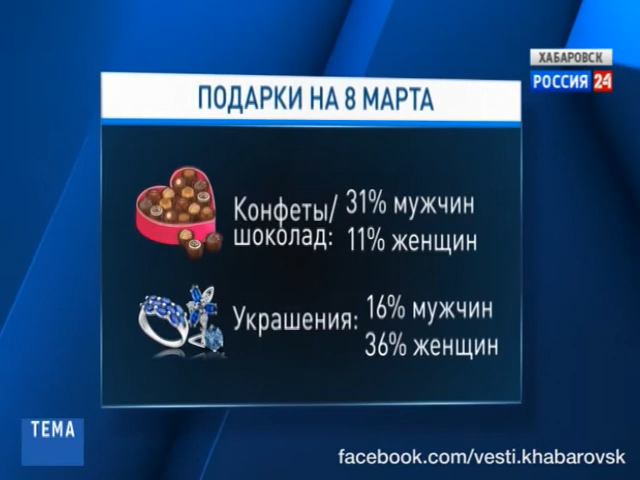 ХАБАРОВСК
РОССИЯ 24
ПОДАРКИ НА 8 МАРТА
Конфеты/
шоколад:
31% мужчин
11% женщин
Украшения:
16% мужчин
36% женщин
ТЕМА
facebook.com/vesti.khabarovsk